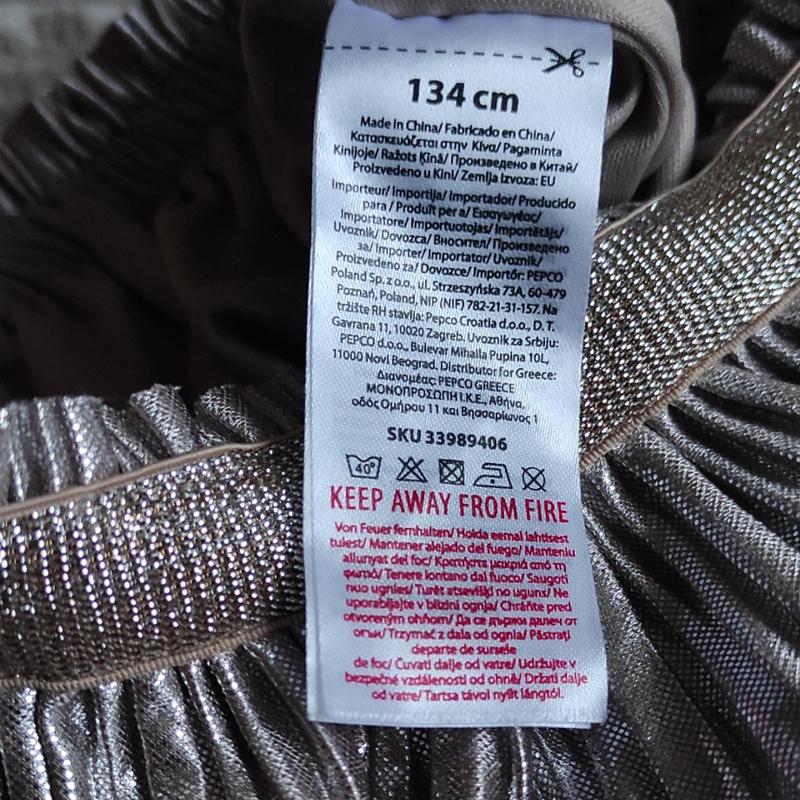 134 cm
Made in China/ Fabricado en China/
Κατασκευάζεται στην Κίνα/ Pagaminta
Kinijoje/ Ražots Ķīnā/ Произведено в Китай/
Proizvedeno u Kini/ Zemlja Izvoza: EU
Importeur/ Importija/ Importador/ Producido
para/ Produït per a/ Εισαγωγέας/
Importatore/ Importuotojas/ Importētājs/
Uvoznik/ Dovozca/ Вносител/ Произведено
за/ Importer/ Importator/ Uvoznik/
Proizvedeno za/ Dovozce/ Importőr: PEPCO
Poland Sp. z o.o., ul. Strzeszyńska 73A, 60-479
Poznań, Poland, NIP (NIF) 782-21-31-157. Na
tržište RH stavlja: Pepco Croatia d.o.o., D. T.
Gavrana 11, 10020 Zagreb. Uvoznik za Srbiju:
PEPCO d.o.o., Bulevar Mihaila Pupina 10L,
11000 Novi Beograd. Distributor for Greece:
Διανομέας: PEPCO GREECE
ΜΟΝΟΠΡΟΣΩΠΗ Ι.Κ.Ε., Αθήνα,
οδός Ομήρου 11 και Βησσαρίωνος 1
SKU 33989406
40°
KEEP AWAY FROM FIRE
Von Feuer fernhalten/ Hoida eemal lahtisest
tulest/ Mantener alejado del fuego/ Manteniu
allunyat del foc/ Κρατήστε μακριά από τη
φωτιά/ Tenere lontano dal fuoco/ Saugoti
nuo ugnies/ Turēt atsevišķi no uguns/ Ne
uporabljajte v bližini ognja/ Chráňte pred
otvoreným ohňom/ Да се държи далеч от
огън/ Trzymać z dala od ognia/ Păstrați
departe de sursele
de foc/ Čuvati dalje od vatre/ Udržujte v
bezpečné vzdálenosti od ohně/ Držati dalje
od vatre/ Tartsa távol nyílt lángtól.